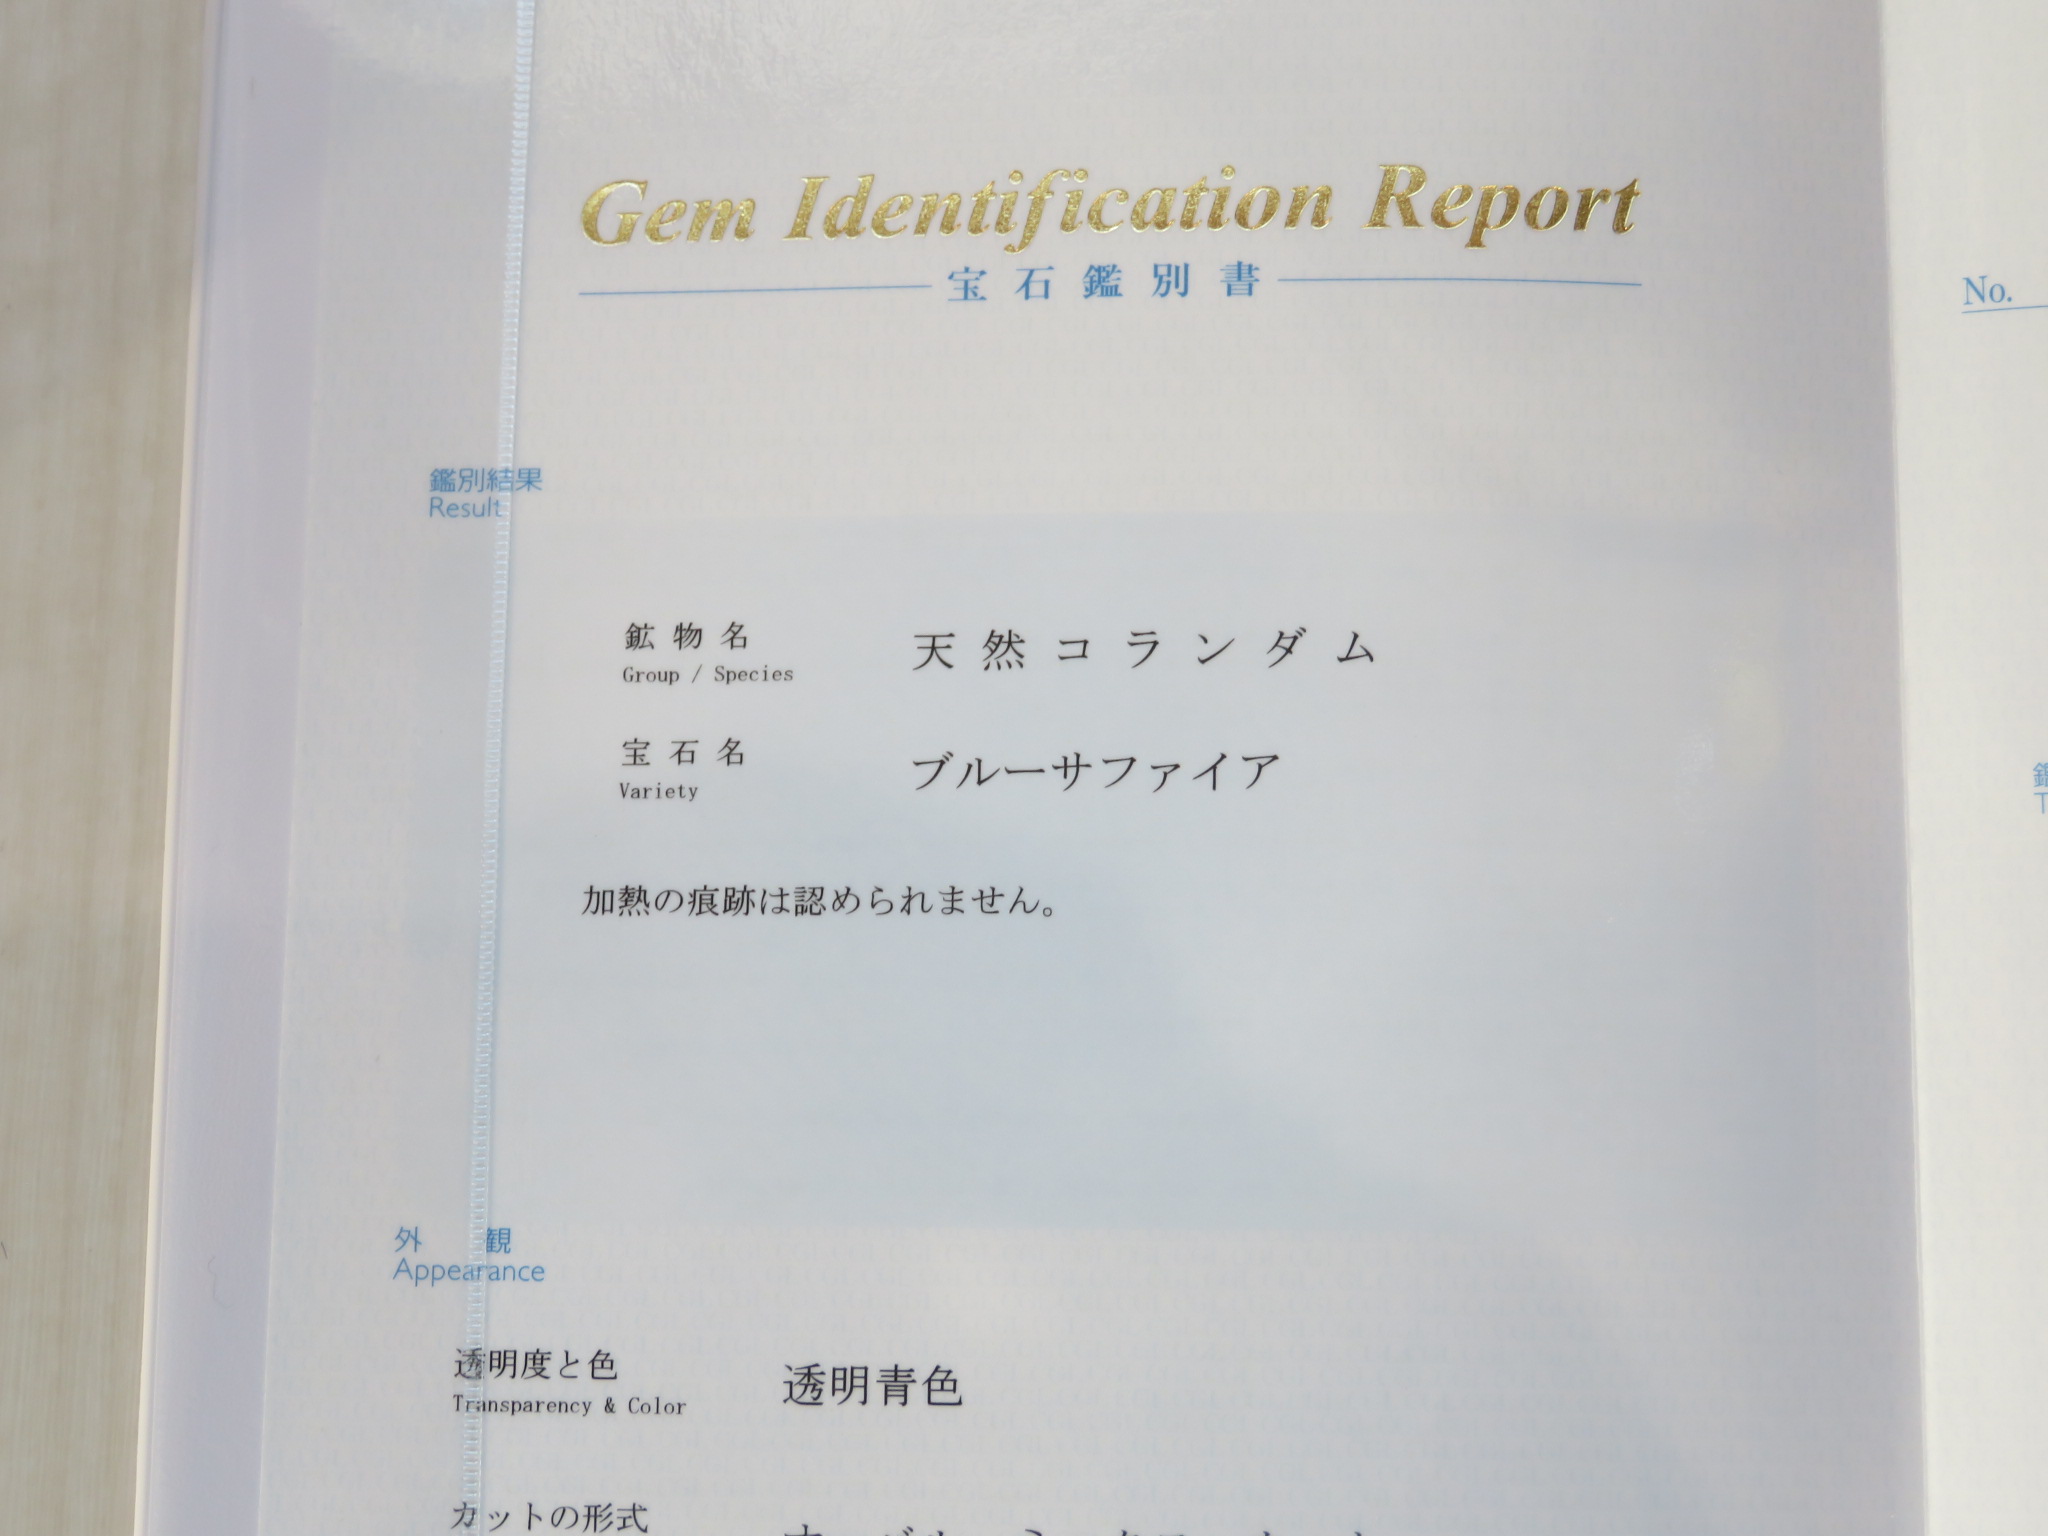 Gem Identification Report
宝石鑑別書
No.
鑑別結果
Result
鉱物名 天然コランダム
Group / Species
宝石名 ブルーサファイア
Variety
加熱の痕跡は認められません。
外観
Appearance
透明度と色 透明青色
Transparency & Color
カットの形式